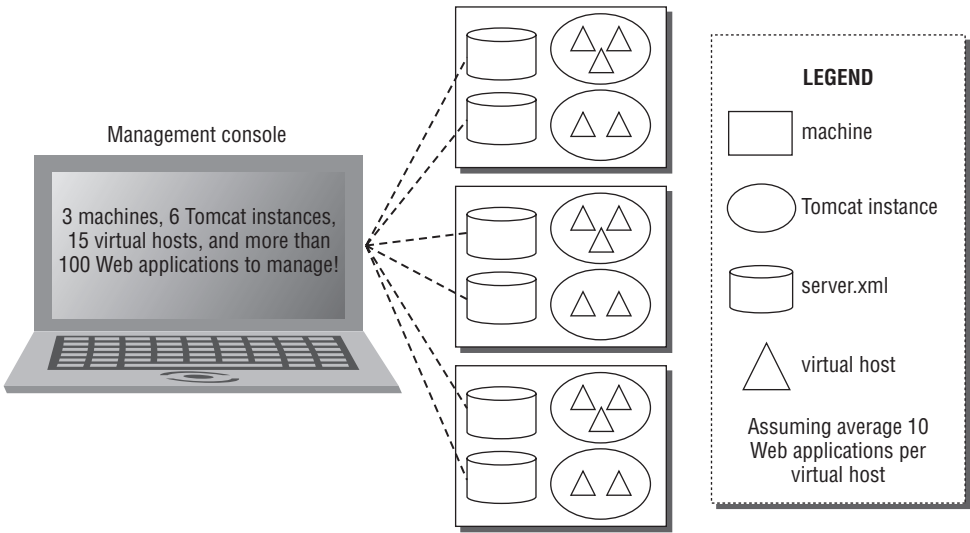 Management console
3 machines, 6 Tomcat instances,
15 virtual hosts, and more than
100 Web applications to manage!
LEGEND
machine
Tomcat instance
server.xml
virtual host
Assuming average 10
Web applications per
virtual host